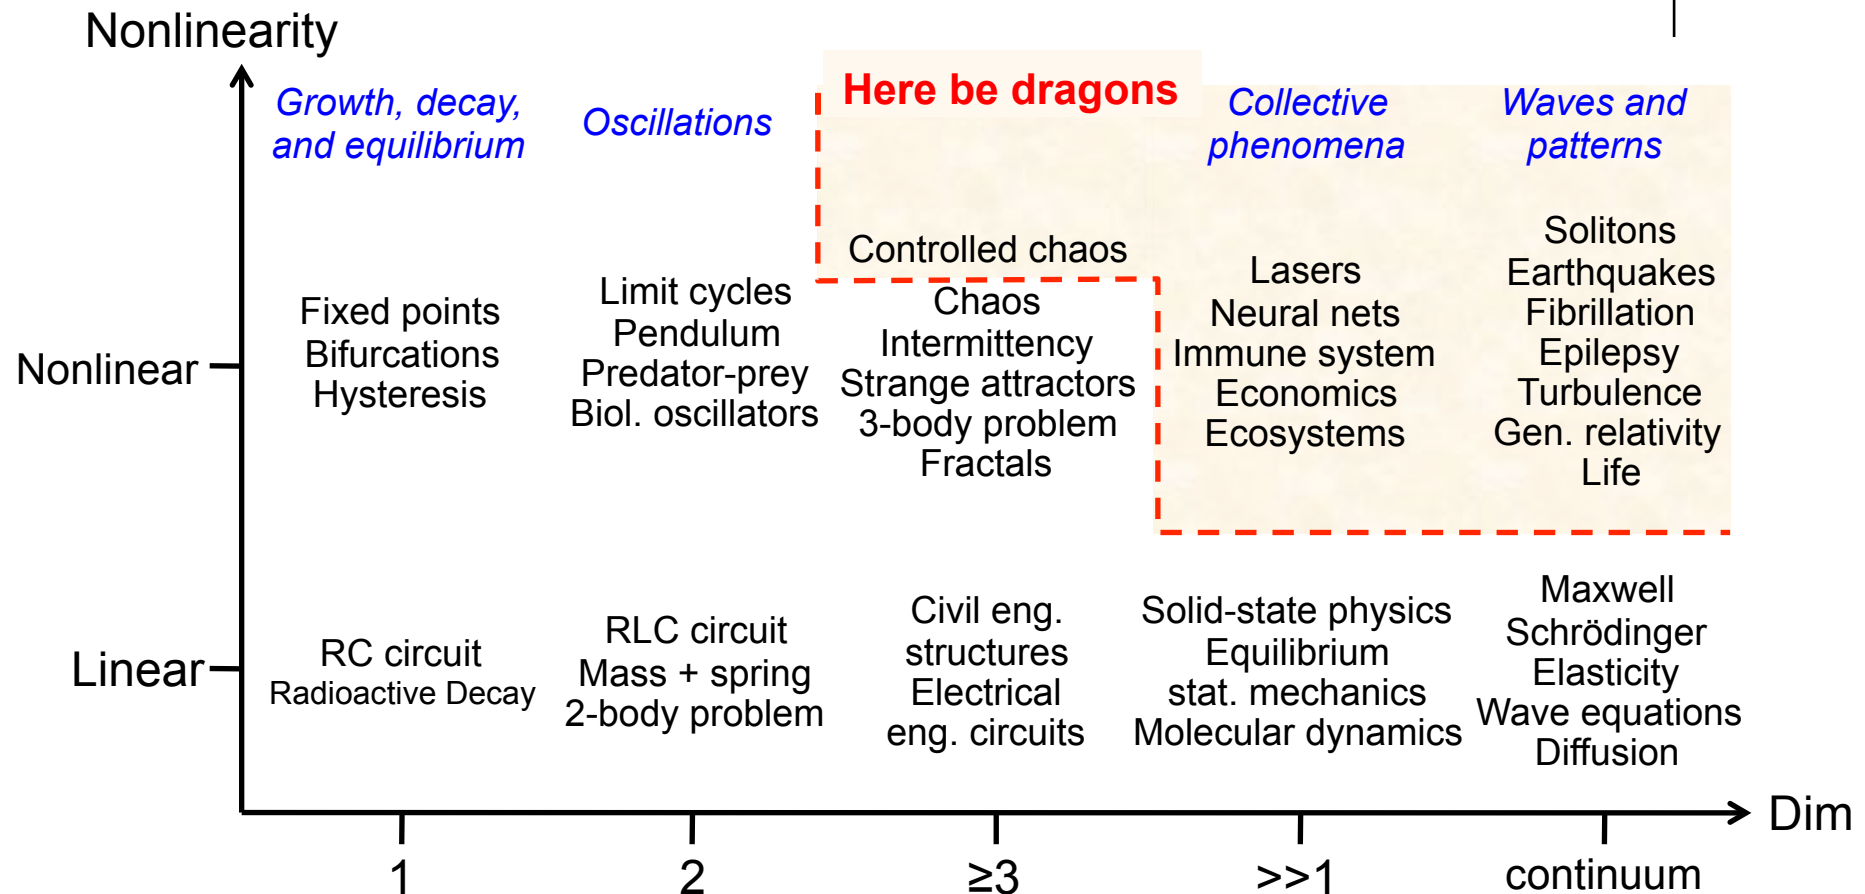 Nonlinearity
Growth, decay,
and equilibrium
Oscillations
Here be dragons
Collective
phenomena
Waves and
patterns
Nonlinear
Fixed points
Bifurcations
Hysteresis
Limit cycles
Pendulum
Predator-prey
Biol. oscillators
Controlled chaos
Chaos
Intermittency
Strange attractors
3-body problem
Fractals
Lasers
Neural nets
Immune system
Economics
Ecosystems
Solitons
Earthquakes
Fibrillation
Epilepsy
Turbulence
Gen. relativity
Life
Linear
RC circuit
Radioactive Decay
RLC circuit
Mass + spring
2-body problem
Civil eng.
structures
Electrical
eng. circuits
Solid-state physics
Equilibrium
stat. mechanics
Molecular dynamics
Maxwell
Schrödinger
Elasticity
Wave equations
Diffusion
Dim
1
2
≥3
>>1
continuum